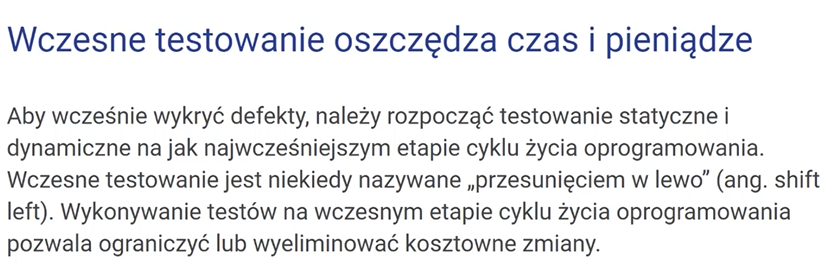 Wczesne testowanie oszczędza czas i pieniądze
Aby wcześnie wykryć defekty, należy rozpocząć testowanie statyczne i
dynamiczne na jak najwcześniejszym etapie cyklu życia oprogramowania.
Wczesne testowanie jest niekiedy nazywane „przesunięciem w lewo” (ang. shift
left). Wykonywanie testów na wczesnym etapie cyklu życia oprogramowania
pozwala ograniczyć lub wyeliminować kosztowne zmiany.